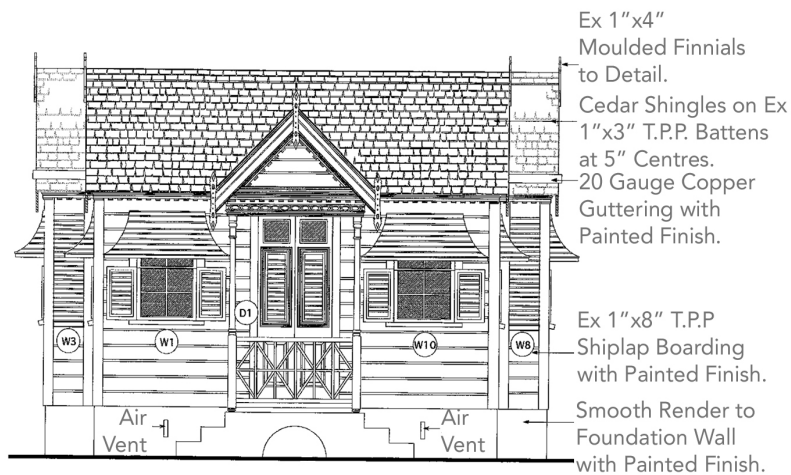 Ex 1”x4”
Moulded Finnials
to Detail.
Cedar Shingles on Ex
1”x3” T.P.P. Battens
at 5” Centres.
20 Gauge Copper
Guttering with
Painted Finish.
D1
W3
W1
W10
W8
Ex 1”x8” T.P.P
Shiplap Boarding
with Painted Finish.
Air
Vent
Air
Vent
Smooth Render to
Foundation Wall
with Painted Finish.